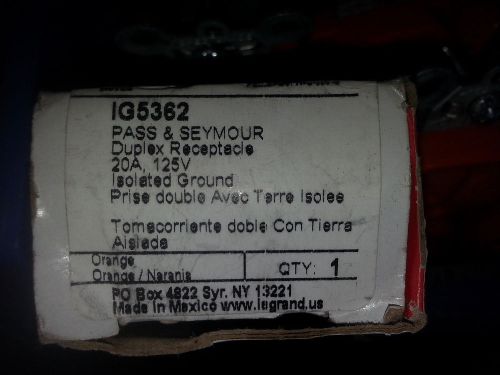 IG5362
PASS & SEYMOUR
Duplex Receptacle
20A, 125V
Isolated Ground
Prise double Avec Terre Isolee
Tomacorriente doble Con Tierra
Aislada
Orange
Orange / Naranja
QTY: 1
PO Box 4822 Syr. NY 13221
Made in Mexico www.legrand.us